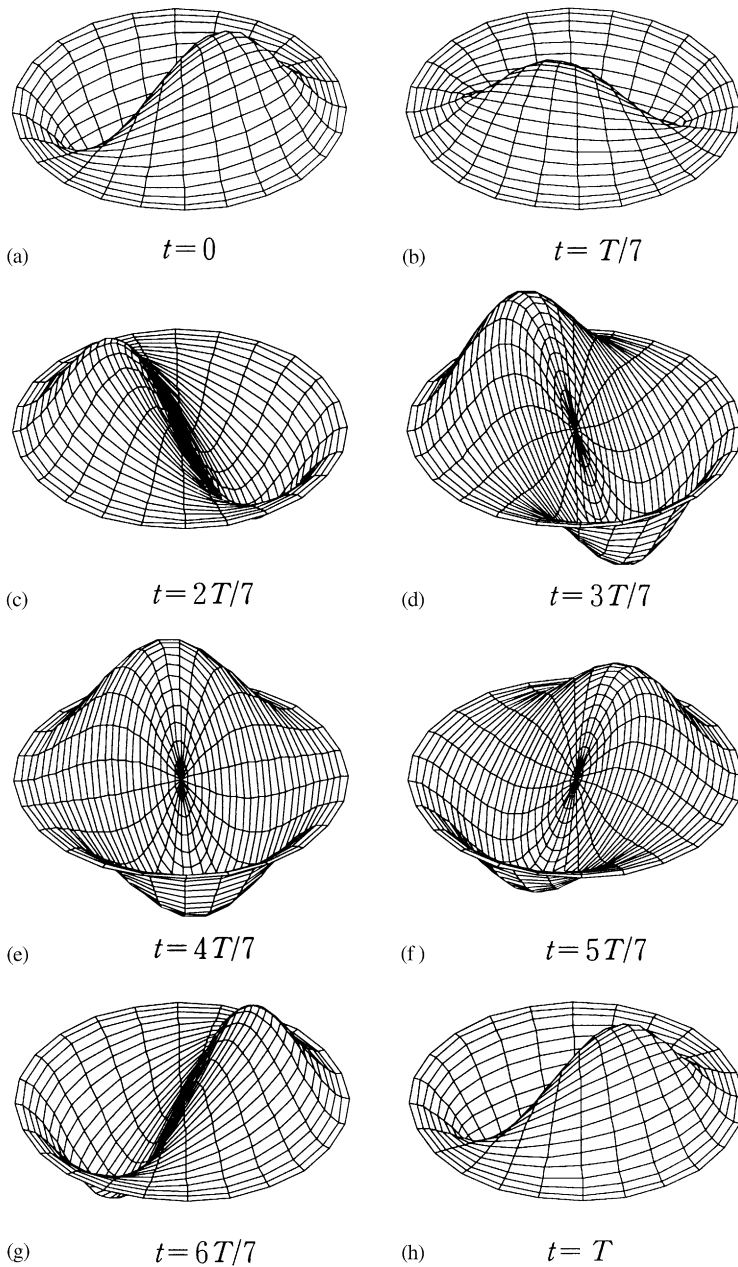 (a) t = 0
(b) t = T/7
(c) t = 2T/7
(d) t = 3T/7
(e) t = 4T/7
(f) t = 5T/7
(g) t = 6T/7
(h) t = T